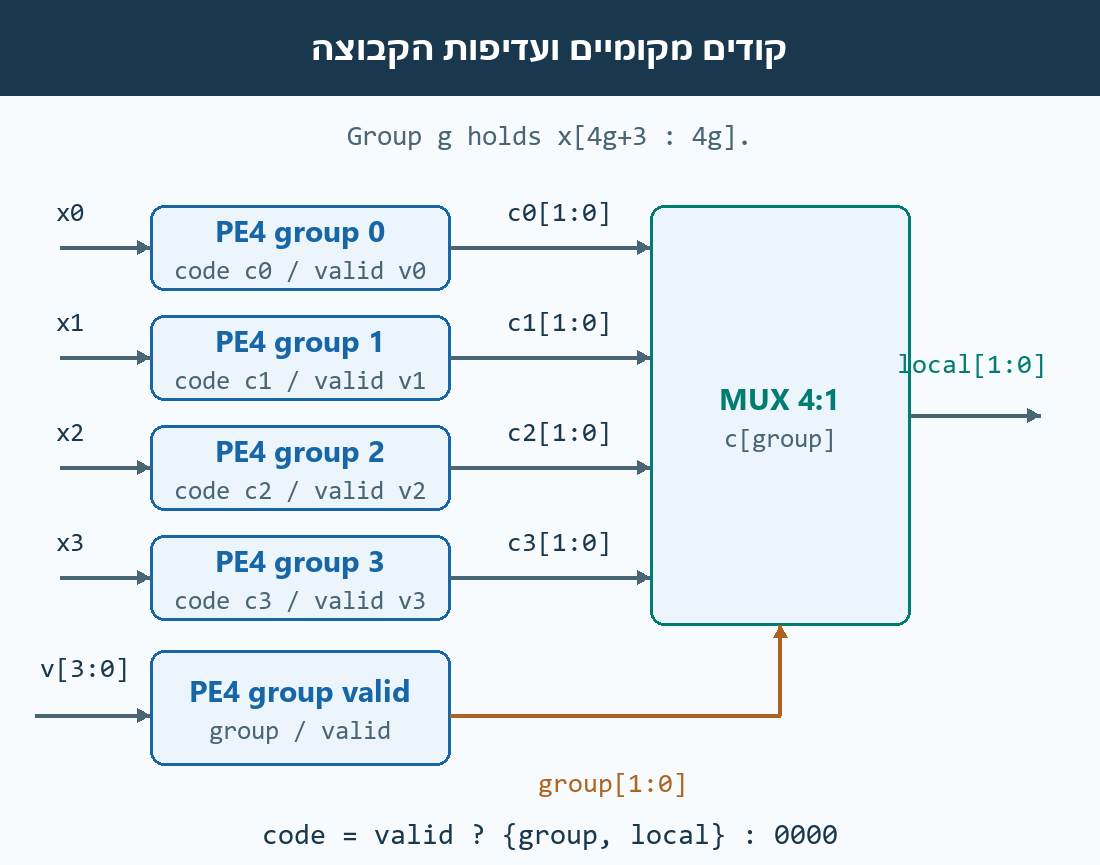 קודים מקומיים ועדיפות הקבוצה
Group g holds x[4g+3 : 4g].
x0
PE4 group 0
code c0 / valid v0
c0[1:0]
x1
PE4 group 1
code c1 / valid v1
c1[1:0]
x2
PE4 group 2
code c2 / valid v2
c2[1:0]
x3
PE4 group 3
code c3 / valid v3
c3[1:0]
MUX 4:1
c[group]
local[1:0]
v[3:0]
PE4 group valid
group / valid
group[1:0]
code = valid ? {group, local} : 0000